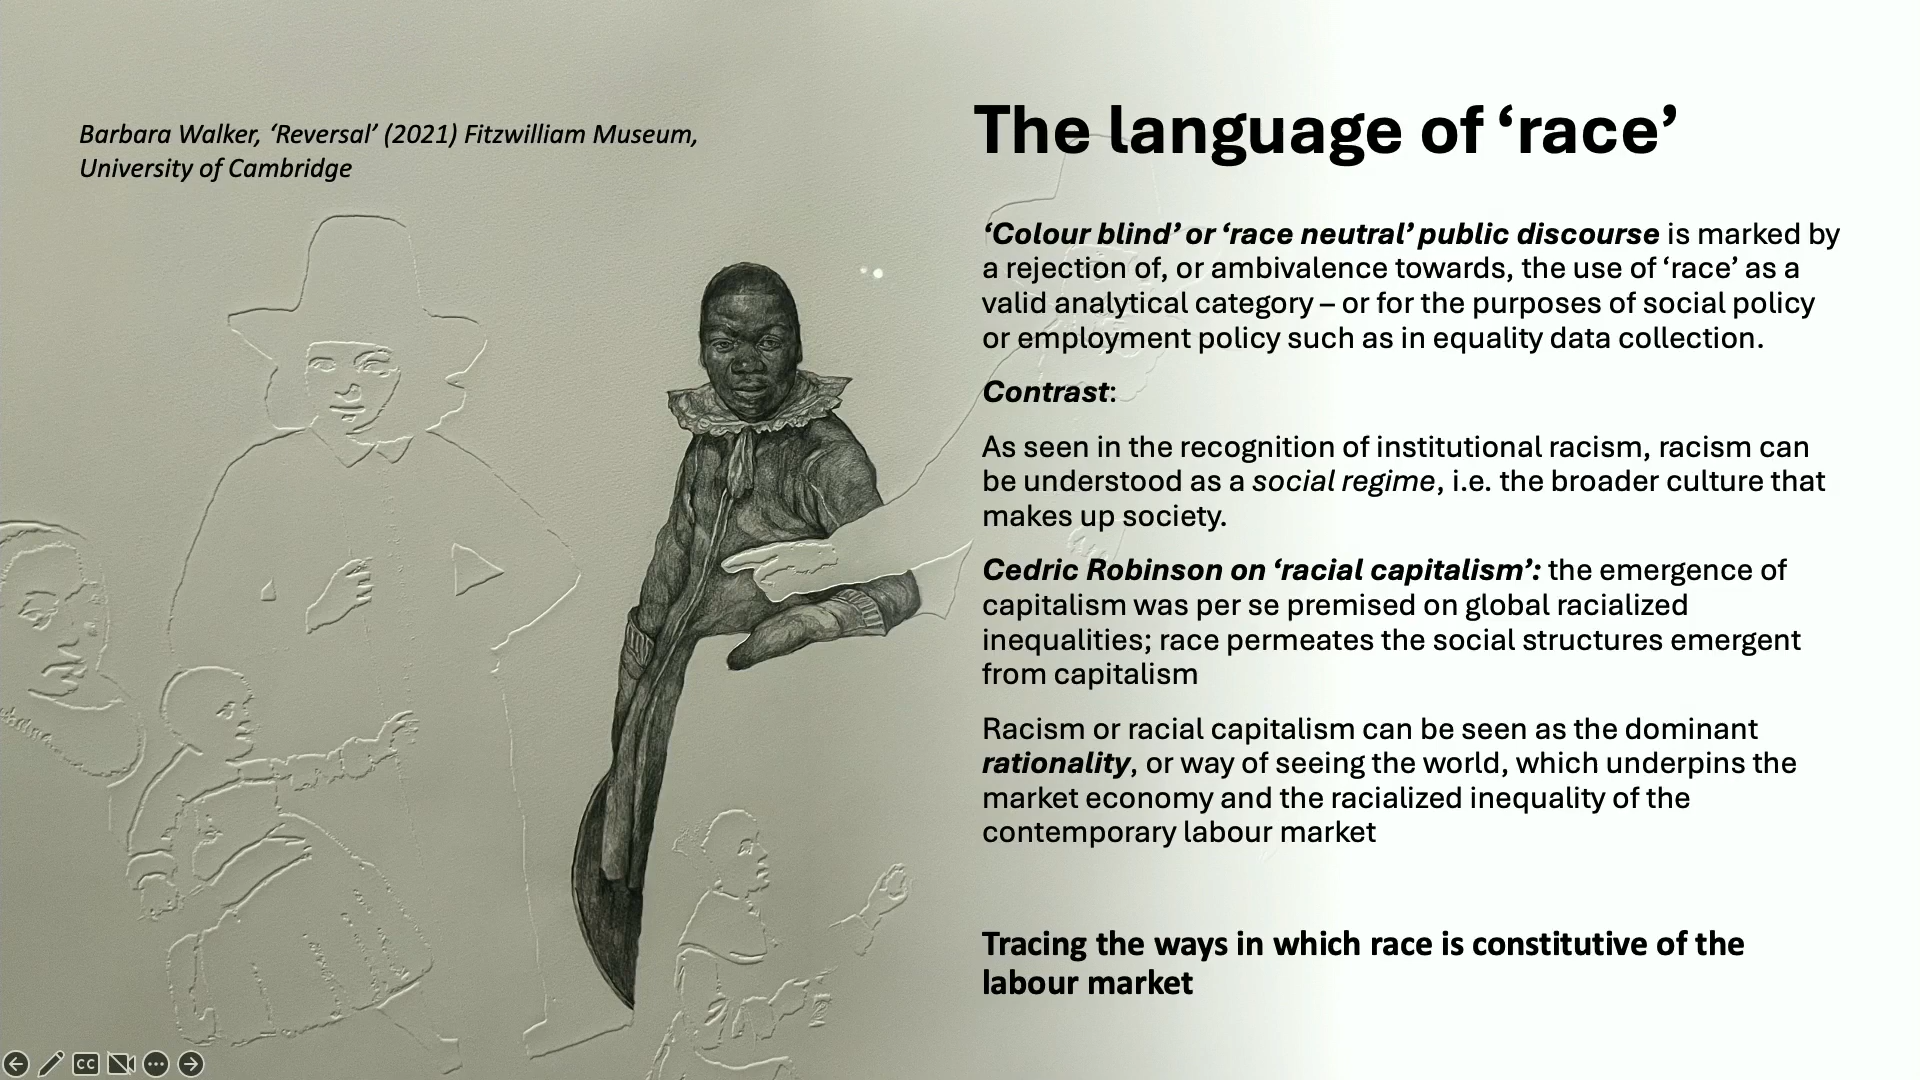 Barbara Walker, ‘Reversal’ (2021) Fitzwilliam Museum,
University of Cambridge
The language of ‘race’
‘Colour blind’ or ‘race neutral’ public discourse is marked by
a rejection of, or ambivalence towards, the use of ‘race’ as a
valid analytical category – or for the purposes of social policy
or employment policy such as in equality data collection.
Contrast:
As seen in the recognition of institutional racism, racism can
be understood as a social regime, i.e. the broader culture that
makes up society.
Cedric Robinson on ‘racial capitalism’: the emergence of
capitalism was per se premised on global racialized
inequalities; race permeates the social structures emergent
from capitalism
Racism or racial capitalism can be seen as the dominant
rationality, or way of seeing the world, which underpins the
market economy and the racialized inequality of the
contemporary labour market
Tracing the ways in which race is constitutive of the
labour market
CC